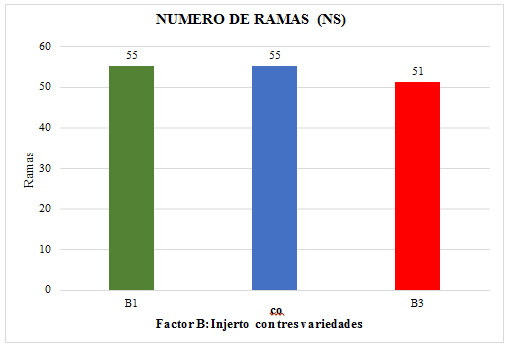 NUMERO DE RAMAS (NS)
60
50
40
30
20
10
0
Ramas
55
55
51
B1
co
B3
Factor B: Injerto con tres variedades